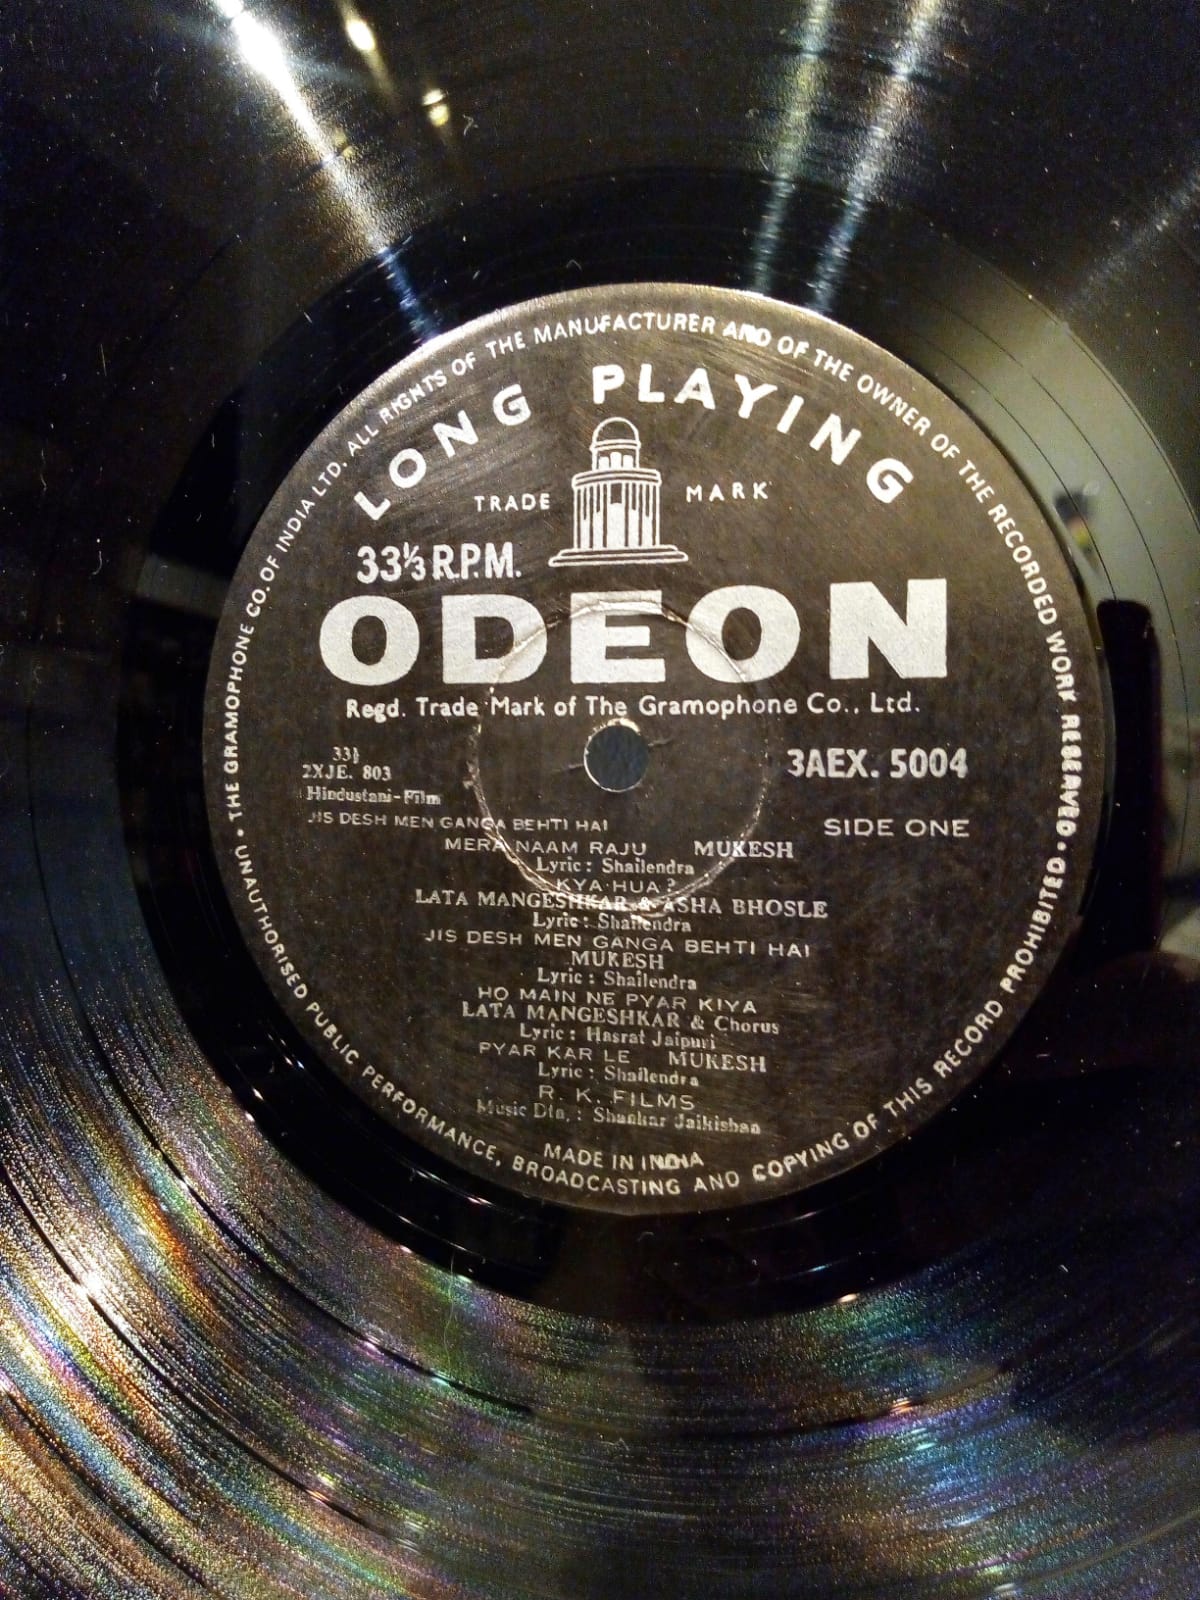 THE GRAMOPHONE CO. OF INDIA LTD. ALL RIGHTS OF THE MANUFACTURER AND OF THE OWNER OF THE RECORDED WORK RESERVED • UNAUTHORISED PUBLIC PERFORMANCE, BROADCASTING AND COPYING OF THIS RECORD PROHIBITED •
LONG PLAYING
TRADE MARK
33⅓ R.P.M.
ODEON
Regd. Trade Mark of The Gramophone Co., Ltd.
33⅓
2XJE. 803
3AEX. 5004
Hindustani-Film
JIS DESH MEN GANGA BEHTI HAI
SIDE ONE
MERA NAAM RAJU MUKESH
Lyric : Shailendra
KYA HUA ?
LATA MANGESHKAR & ASHA BHOSLE
Lyric : Shailendra
JIS DESH MEN GANGA BEHTI HAI
MUKESH
Lyric : Shailendra
HO MAIN NE PYAR KIYA
LATA MANGESHKAR & Chorus
Lyric : Hasrat Jaipuri
PYAR KAR LE MUKESH
Lyric : Shailendra
R. K. FILMS
Music Din. : Shankar Jaikishan
MADE IN INDIA